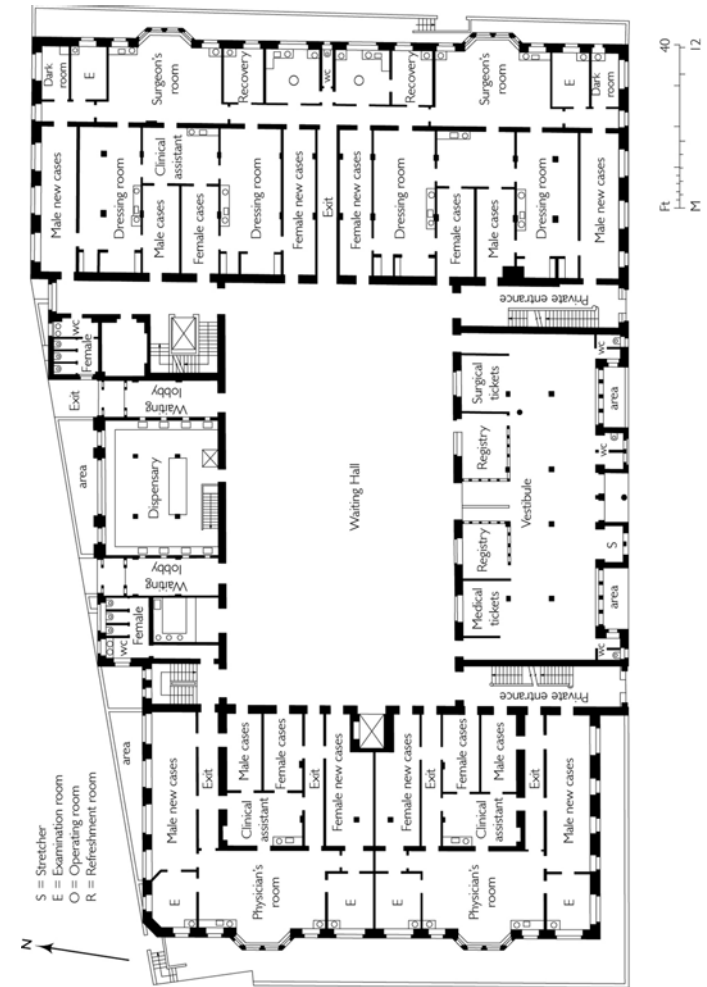 N
S = Stretcher
E = Examination room
O = Operating room
R = Refreshment room
area
area
Exit
Male new cases
Dark
room
E
Female
wc
Female
wc
Waiting
lobby
Dispensary
Waiting
lobby
E
Male new cases
Exit
Male cases
Female cases
Clinical
assistant
Exit
Female new cases
Physician's
room
E
Dressing room
Male cases
Clinical
assistant
Female cases
Dressing room
Female new cases
Surgeon's
room
Recovery
O
wc
Exit
Waiting Hall
E
Female new cases
Exit
Female cases
Male cases
Clinical
assistant
Physician's
room
Exit
Male new cases
E
Female new cases
Dressing room
Female cases
Male cases
Dressing room
Male new cases
O
Recovery
Surgeon's
room
E
Dark
room
Medical
tickets
Registry
Registry
Surgical
tickets
Vestibule
Private entrance
Private entrance
wc
area
S
wc
area
wc
Ft
40
M
12